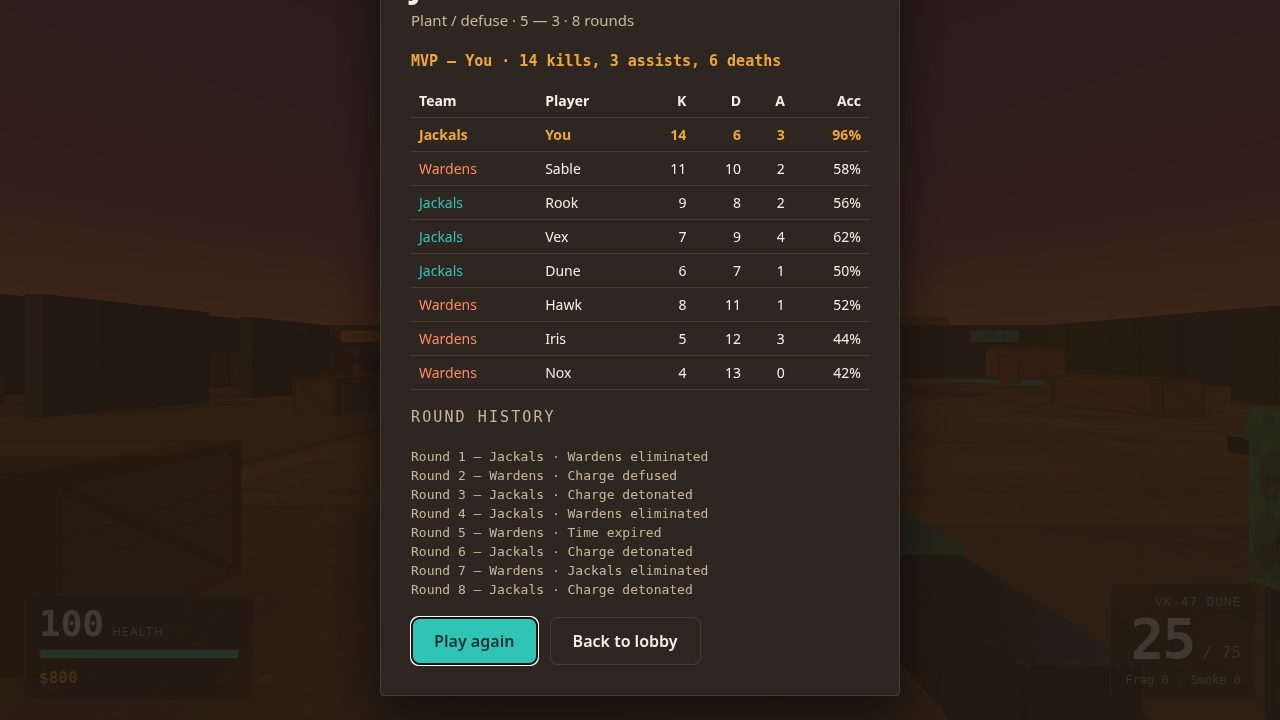 Plant / defuse · 5 — 3 · 8 rounds
MVP — You · 14 kills, 3 assists, 6 deaths
Team Player K D A Acc
Jackals You 14 6 3 96%
Wardens Sable 11 10 2 58%
Jackals Rook 9 8 2 56%
Jackals Vex 7 9 4 62%
Jackals Dune 6 7 1 50%
Wardens Hawk 8 11 1 52%
Wardens Iris 5 12 3 44%
Wardens Nox 4 13 0 42%
ROUND HISTORY
Round 1 — Jackals · Wardens eliminated
Round 2 — Wardens · Charge defused
Round 3 — Jackals · Charge detonated
Round 4 — Jackals · Wardens eliminated
Round 5 — Wardens · Time expired
Round 6 — Jackals · Charge detonated
Round 7 — Wardens · Jackals eliminated
Round 8 — Jackals · Charge detonated
Play again
Back to lobby
100 HEALTH
$800
VK-47 DUNE
25 / 75
Frag 0 · Smoke 0